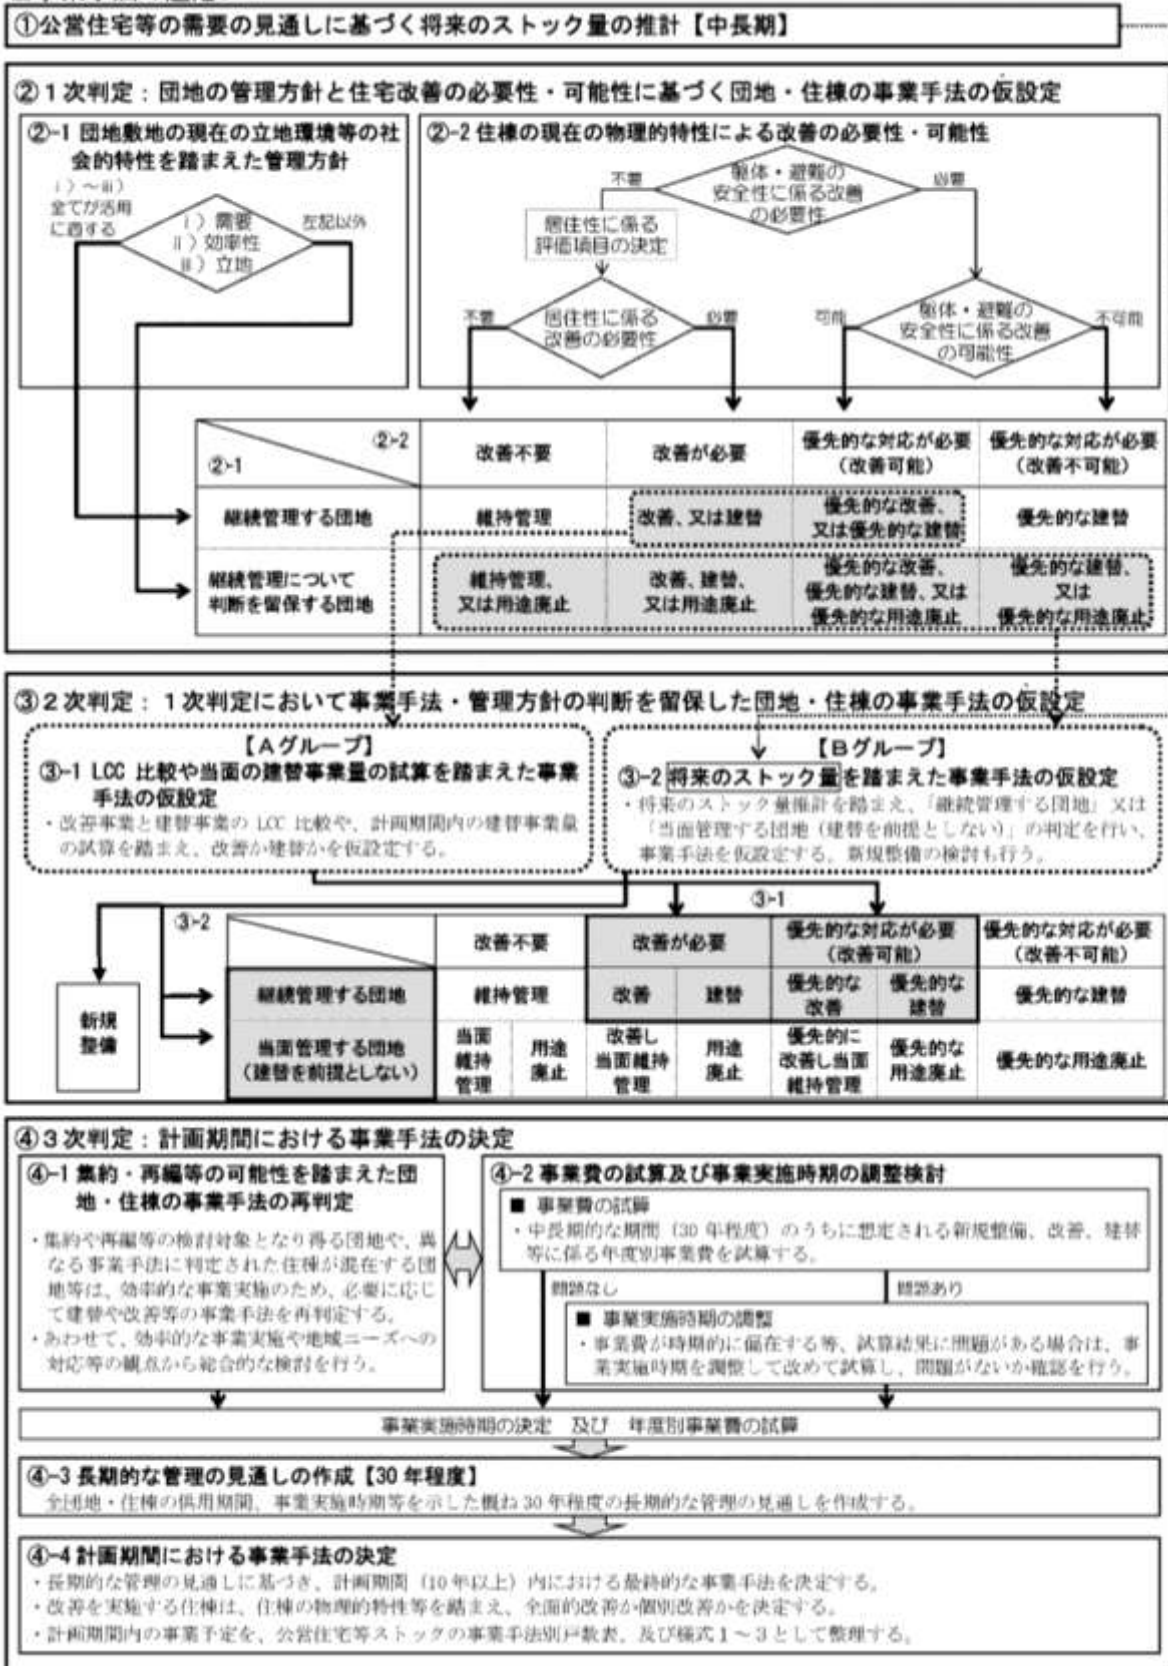 ①公営住宅等の需要の見通しに基づく将来のストック量の推計【中長期】
②１次判定：団地の管理方針と住宅改善の必要性・可能性に基づく団地・住棟の事業手法の仮設定
②-1 団地敷地の現在の立地環境等の社
会的特性を踏まえた管理方針
ⅰ）～ⅲ）
全てが活用
に適する
ⅰ）需要
ⅱ）効率性
ⅲ）立地
左記以外
②-2 住棟の現在の物理的特性による改善の必要性・可能性
不要
躯体・避難の
安全性に係る改善
の必要性
必要
居住性に係る
評価項目の決定
不要
居住性に係る
改善の必要性
必要
可能
躯体・避難の
安全性に係る改善
の可能性
不可能
②-2
②-1
改善不要
改善が必要
優先的な対応が必要
（改善可能）
優先的な対応が必要
（改善不可能）
継続管理する団地
維持管理
改善、又は建替
優先的な改善、
又は優先的な建替
優先的な建替
継続管理について
判断を留保する団地
維持管理、
又は用途廃止
改善、建替、
又は用途廃止
優先的な改善、
優先的な建替、又は
優先的な用途廃止
優先的な建替、
又は
優先的な用途廃止
③２次判定：１次判定において事業手法・管理方針の判断を留保した団地・住棟の事業手法の仮設定
【Ａグループ】
③-1 LCC 比較や当面の建替事業量の試算を踏まえた事業
手法の仮設定
・改善事業と建替事業の LCC 比較や、計画期間内の建替事業量
の試算を踏まえ、改善か建替かを仮設定する。
【Ｂグループ】
③-2 将来のストック量を踏まえた事業手法の仮設定
・将来のストック量推計を踏まえ、「継続管理する団地」又は
「当面管理する団地（建替を前提としない）」の判定を行い、
事業手法を仮設定する。新規整備の検討も行う。
③-1
③-2
改善不要
改善が必要
優先的な対応が必要
（改善可能）
優先的な対応が必要
（改善不可能）
新規
整備
継続管理する団地
維持管理
改善
建替
優先的な
改善
優先的な
建替
優先的な建替
当面管理する団地
（建替を前提としない）
当面
維持
管理
用途
廃止
改善し
当面維持
管理
用途
廃止
優先的に
改善し当面
維持管理
優先的な
用途廃止
優先的な用途廃止
④３次判定：計画期間における事業手法の決定
④-1 集約・再編等の可能性を踏まえた団
地・住棟の事業手法の再判定
・集約や再編等の検討対象となり得る団地や、異
なる事業手法に判定された住棟が混在する団
地等は、効率的な事業実施のため、必要に応じ
て建替や改善等の事業手法を再判定する。
・あわせて、効率的な事業実施や地域ニーズへの
対応等の観点から総合的な検討を行う。
④-2 事業費の試算及び事業実施時期の調整検討
■ 事業費の試算
・中長期的な期間（30 年程度）のうちに想定される新規整備、改善、建替
等に係る年度別事業費を試算する。
問題なし
問題あり
■ 事業実施時期の調整
・事業費が時期的に偏在する等、試算結果に問題がある場合は、事
業実施時期を調整して改めて試算し、問題がないか確認を行う。
事業実施時期の決定 及び 年度別事業費の試算
④-3 長期的な管理の見通しの作成【30 年程度】
全団地・住棟の供用期間、事業実施時期等を示した概ね 30 年程度の長期的な管理の見通しを作成する。
④-4 計画期間における事業手法の決定
・長期的な管理の見通しに基づき、計画期間（10 年以上）内における最終的な事業手法を決定する。
・改善を実施する住棟は、住棟の物理的特性等を踏まえ、全面的改善か個別改善かを決定する。
・計画期間内の事業予定を、公営住宅等ストックの事業手法別戸数表、及び様式１～３として整理する。